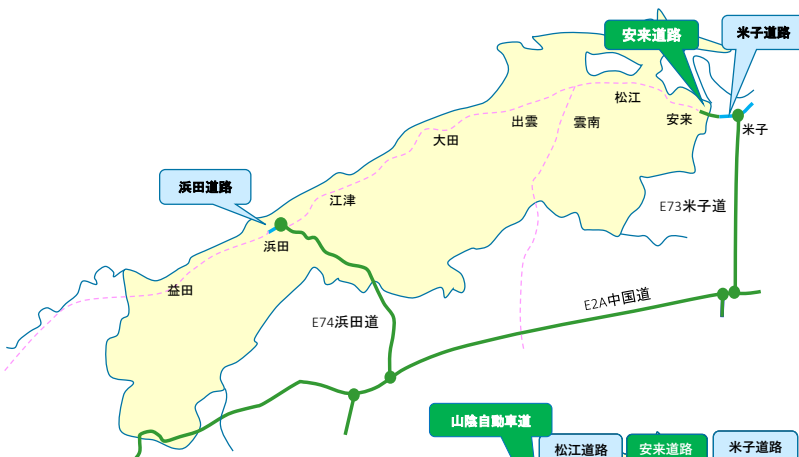 安来道路
米子道路
松江
出雲
雲南
安来
米子
大田
浜田道路
江津
E73米子道
浜田
益田
E2A中国道
E74浜田道
山陰自動車道
松江道路
安来道路
米子道路